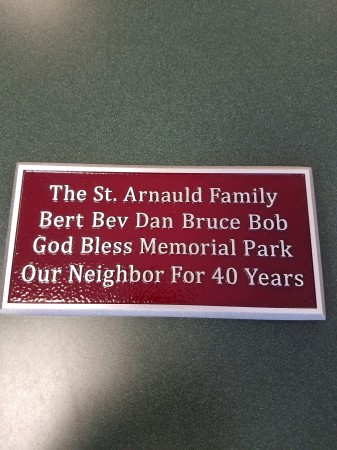 The St. Arnauld Family
Bert Bev Dan Bruce Bob
God Bless Memorial Park
Our Neighbor For 40 Years